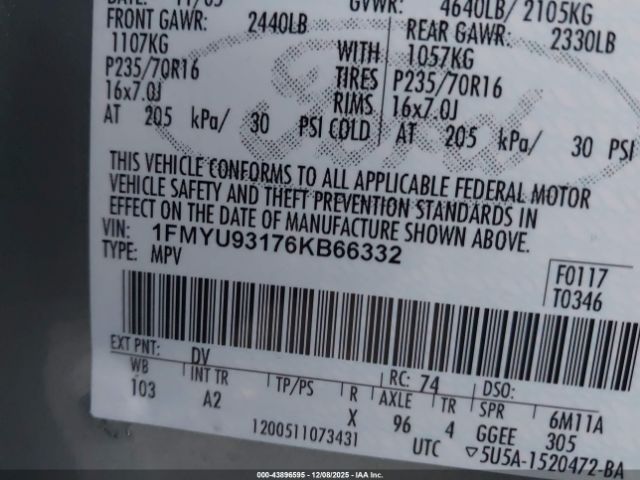 GVWR: 4640LB/ 2105KG
FRONT GAWR: 2440LB REAR GAWR: 2330LB
1107KG WITH 1057KG
P235/70R16 TIRES P235/70R16
16x7.0J RIMS 16x7.0J
AT 205 kPa/ 30 PSI COLD AT 205 kPa/ 30 PSI
Ford
THIS VEHICLE CONFORMS TO ALL APPLICABLE FEDERAL MOTOR
VEHICLE SAFETY AND THEFT PREVENTION STANDARDS IN
EFFECT ON THE DATE OF MANUFACTURE SHOWN ABOVE.
VIN: 1FMYU93176KB66332
TYPE: MPV
F0117
T0346
EXT PNT: DV RC: 74 DSO:
WB INT TR TP/PS R AXLE TR SPR 6M11A
103 A2 X 96 4 GGEE 305
1200511073431 UTC ▽5U5A-1520472-BA
000-43896595 - 12/08/2025 - IAA Inc.